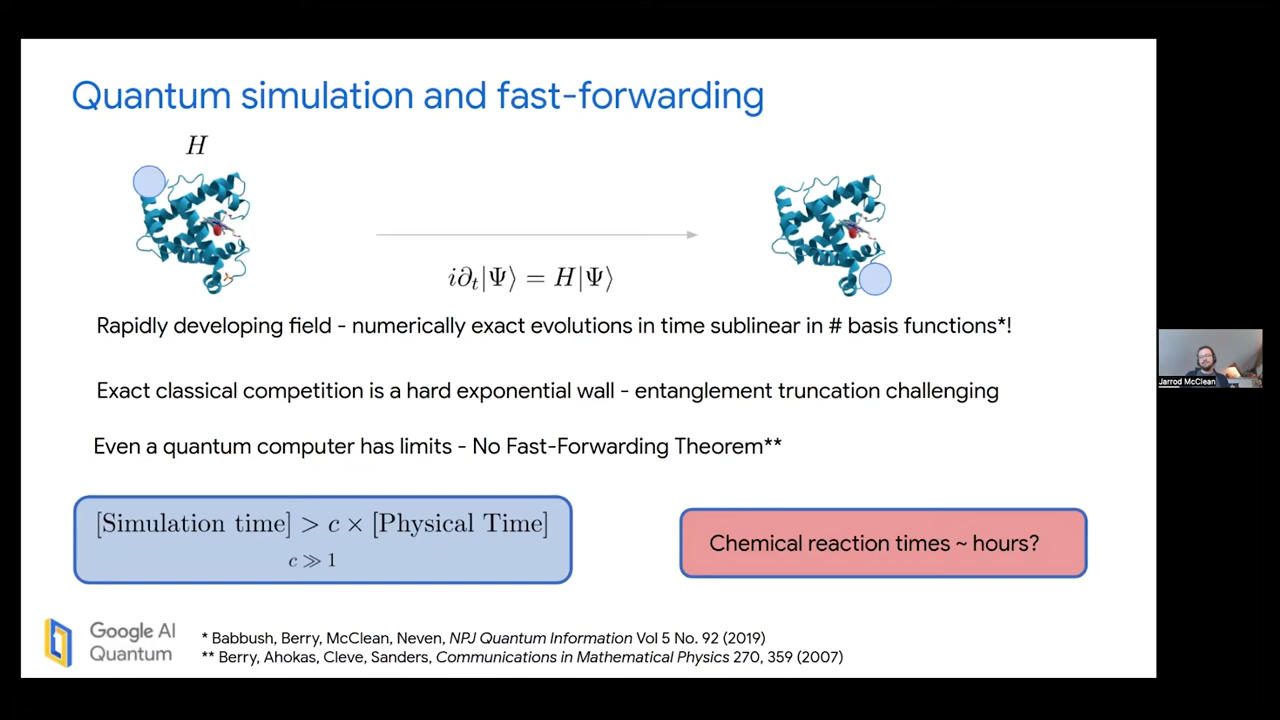 Quantum simulation and fast-forwarding
H
i∂ₜ|Ψ⟩ = H|Ψ⟩
Rapidly developing field - numerically exact evolutions in time sublinear in # basis functions*!
Exact classical competition is a hard exponential wall - entanglement truncation challenging
Even a quantum computer has limits - No Fast-Forwarding Theorem**
[Simulation time] > c × [Physical Time]
c ≫ 1
Chemical reaction times ~ hours?
Google AI
Quantum
* Babbush, Berry, McClean, Neven, NPJ Quantum Information Vol 5 No. 92 (2019)
** Berry, Ahokas, Cleve, Sanders, Communications in Mathematical Physics 270, 359 (2007)
Jarrod McClean